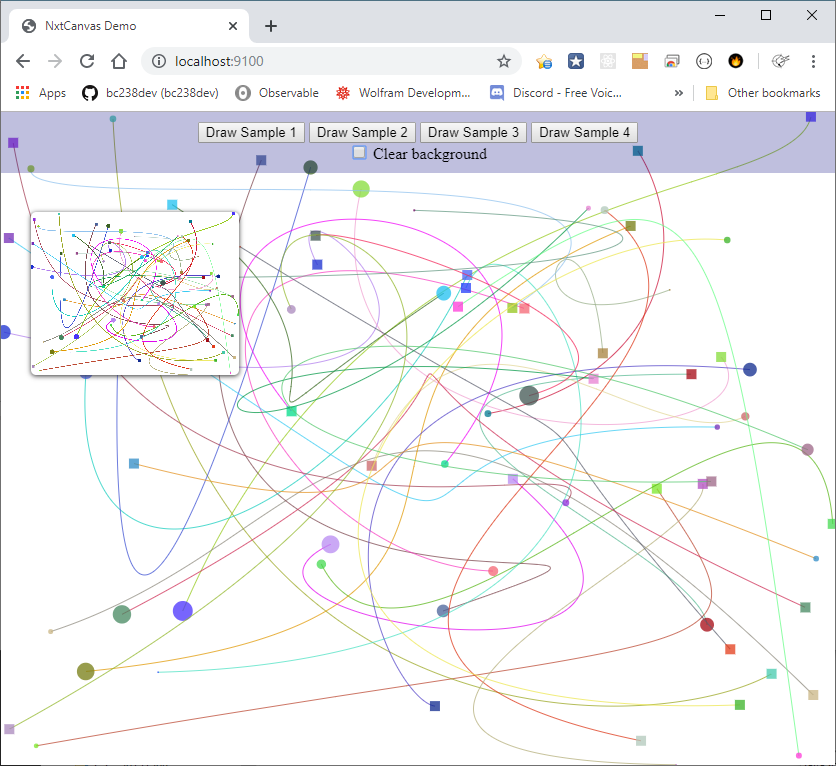 NxtCanvas Demo
localhost:9100
Apps bc238dev (bc238dev) Observable Wolfram Developm... Discord - Free Voic... » Other bookmarks
Draw Sample 1 Draw Sample 2 Draw Sample 3 Draw Sample 4
Clear background